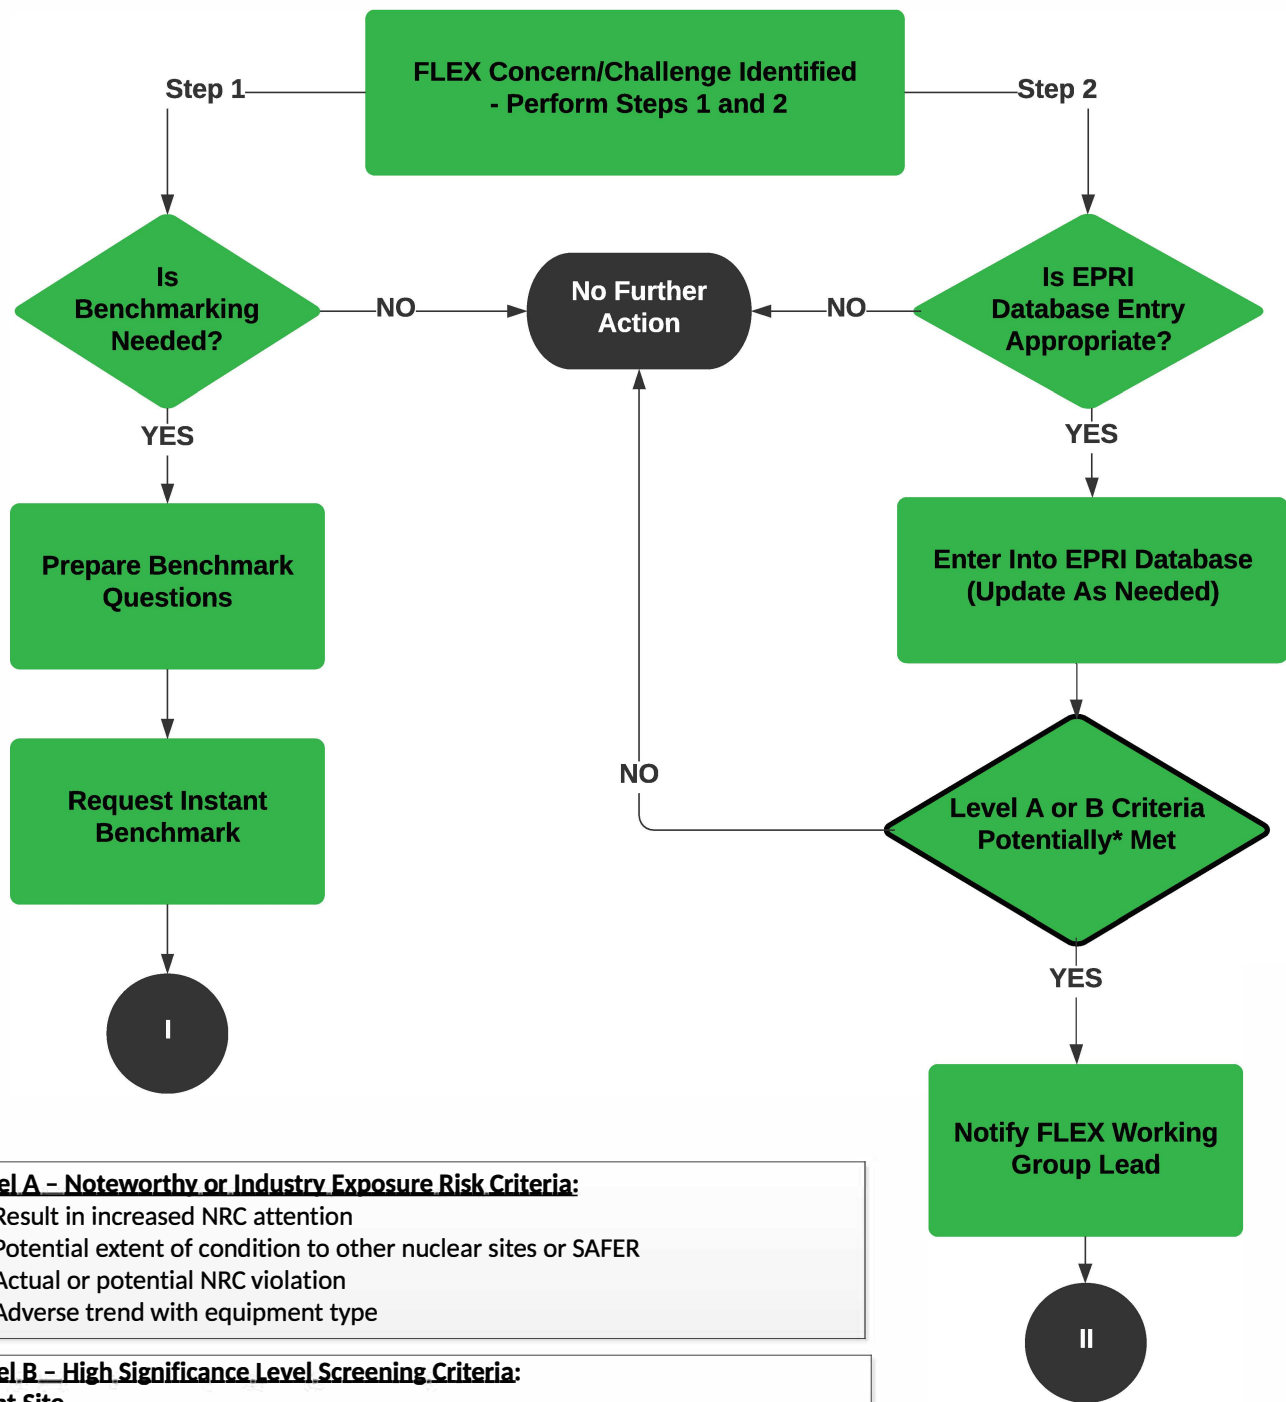 FLEX Concern/Challenge Identified
- Perform Steps 1 and 2
Step 1
Step 2
Is
Benchmarking
Needed?
NO
No Further
Action
NO
Is EPRI
Database Entry
Appropriate?
YES
YES
Prepare Benchmark
Questions
Enter Into EPRI Database
(Update As Needed)
Request Instant
Benchmark
NO
Level A or B Criteria
Potentially* Met
YES
I
Notify FLEX Working
Group Lead
II
el A – Noteworthy or Industry Exposure Risk Criteria:
Result in increased NRC attention
Potential extent of condition to other nuclear sites or SAFER
Actual or potential NRC violation
Adverse trend with equipment type
el B – High Significance Level Screening Criteria: